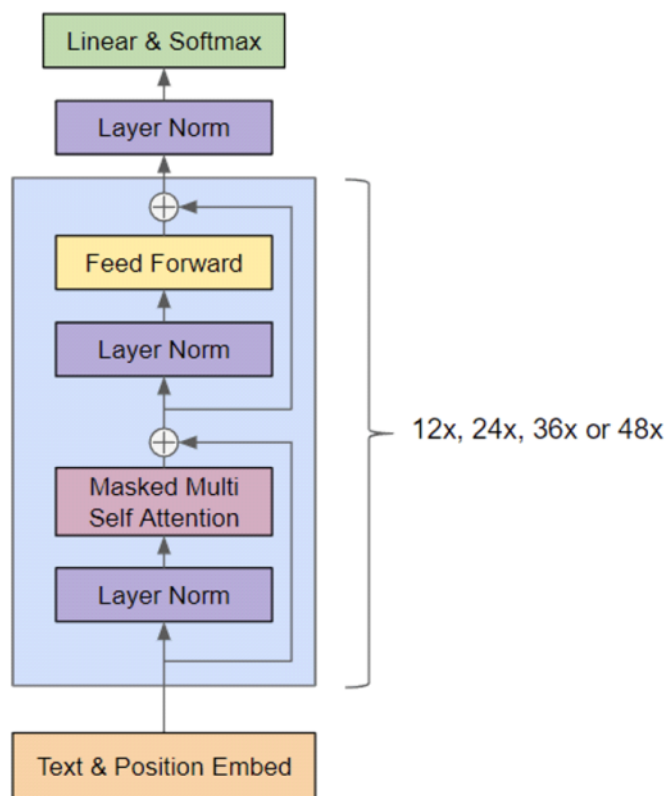 Linear & Softmax
Layer Norm
Feed Forward
Layer Norm
12x, 24x, 36x or 48x
Masked Multi
Self Attention
Layer Norm
Text & Position Embed